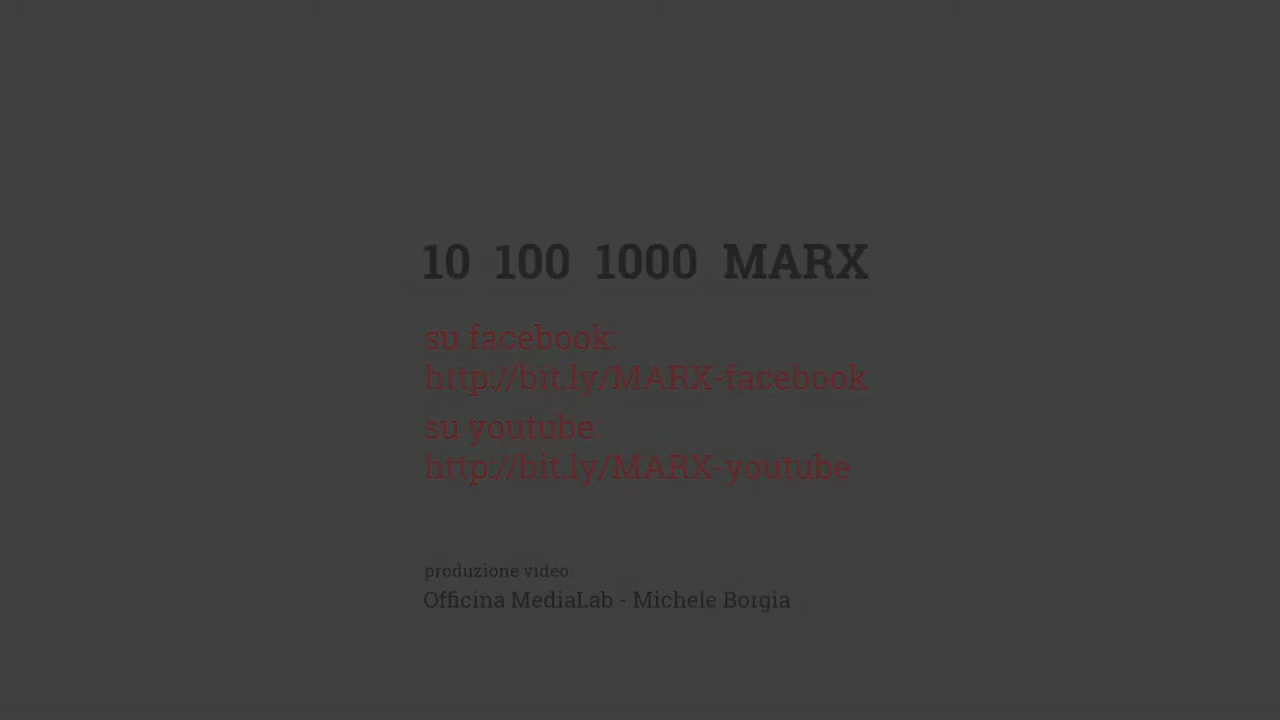 10 100 1000 MARX
su facebook:
http://bit.ly/MARX-facebook
su youtube:
http://bit.ly/MARX-youtube
produzione video:
Officina MediaLab - Michele Borgia